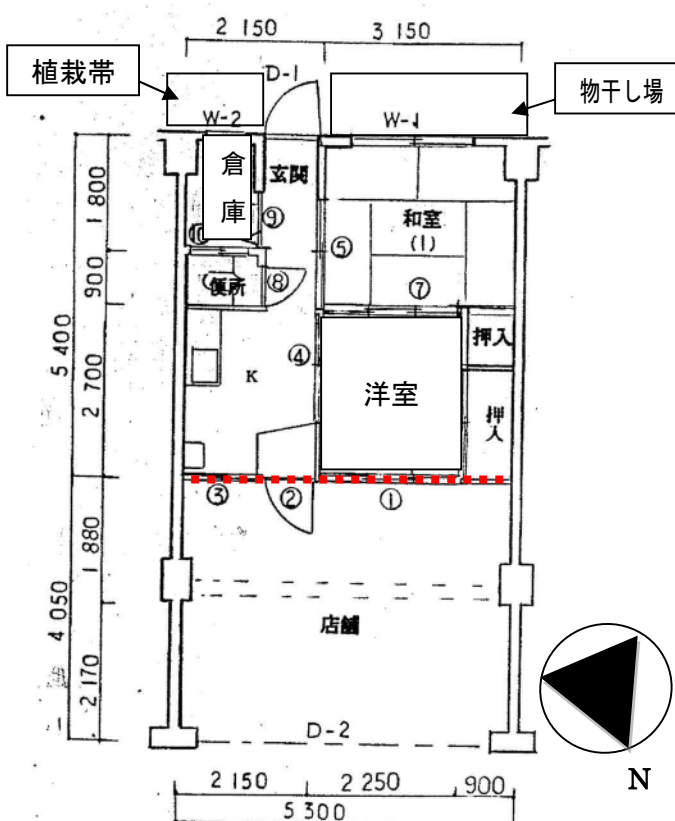 2 150
3 150
植栽帯
D-1
物干し場
W-2
W-1
倉庫
玄関
和室
(1)
⑨
⑤
⑧
⑦
便所
押入
④
K
洋室
押入
③
②
①
店舗
D-2
1 800
900
2 700
5 400
1 880
2 170
4 050
2 150
2 250
900
5 300
N